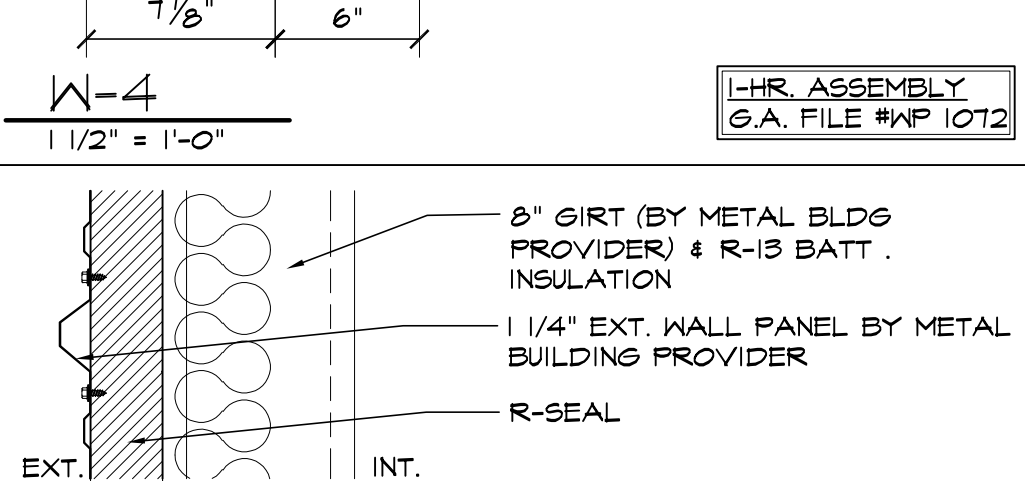 7 1/8"
6"
W-4
1 1/2" = 1'-0"
1-HR. ASSEMBLY
G.A. FILE #WP 1072
8" GIRT (BY METAL BLDG
PROVIDER) & R-13 BATT .
INSULATION
1 1/4" EXT. WALL PANEL BY METAL
BUILDING PROVIDER
R-SEAL
EXT.
INT.